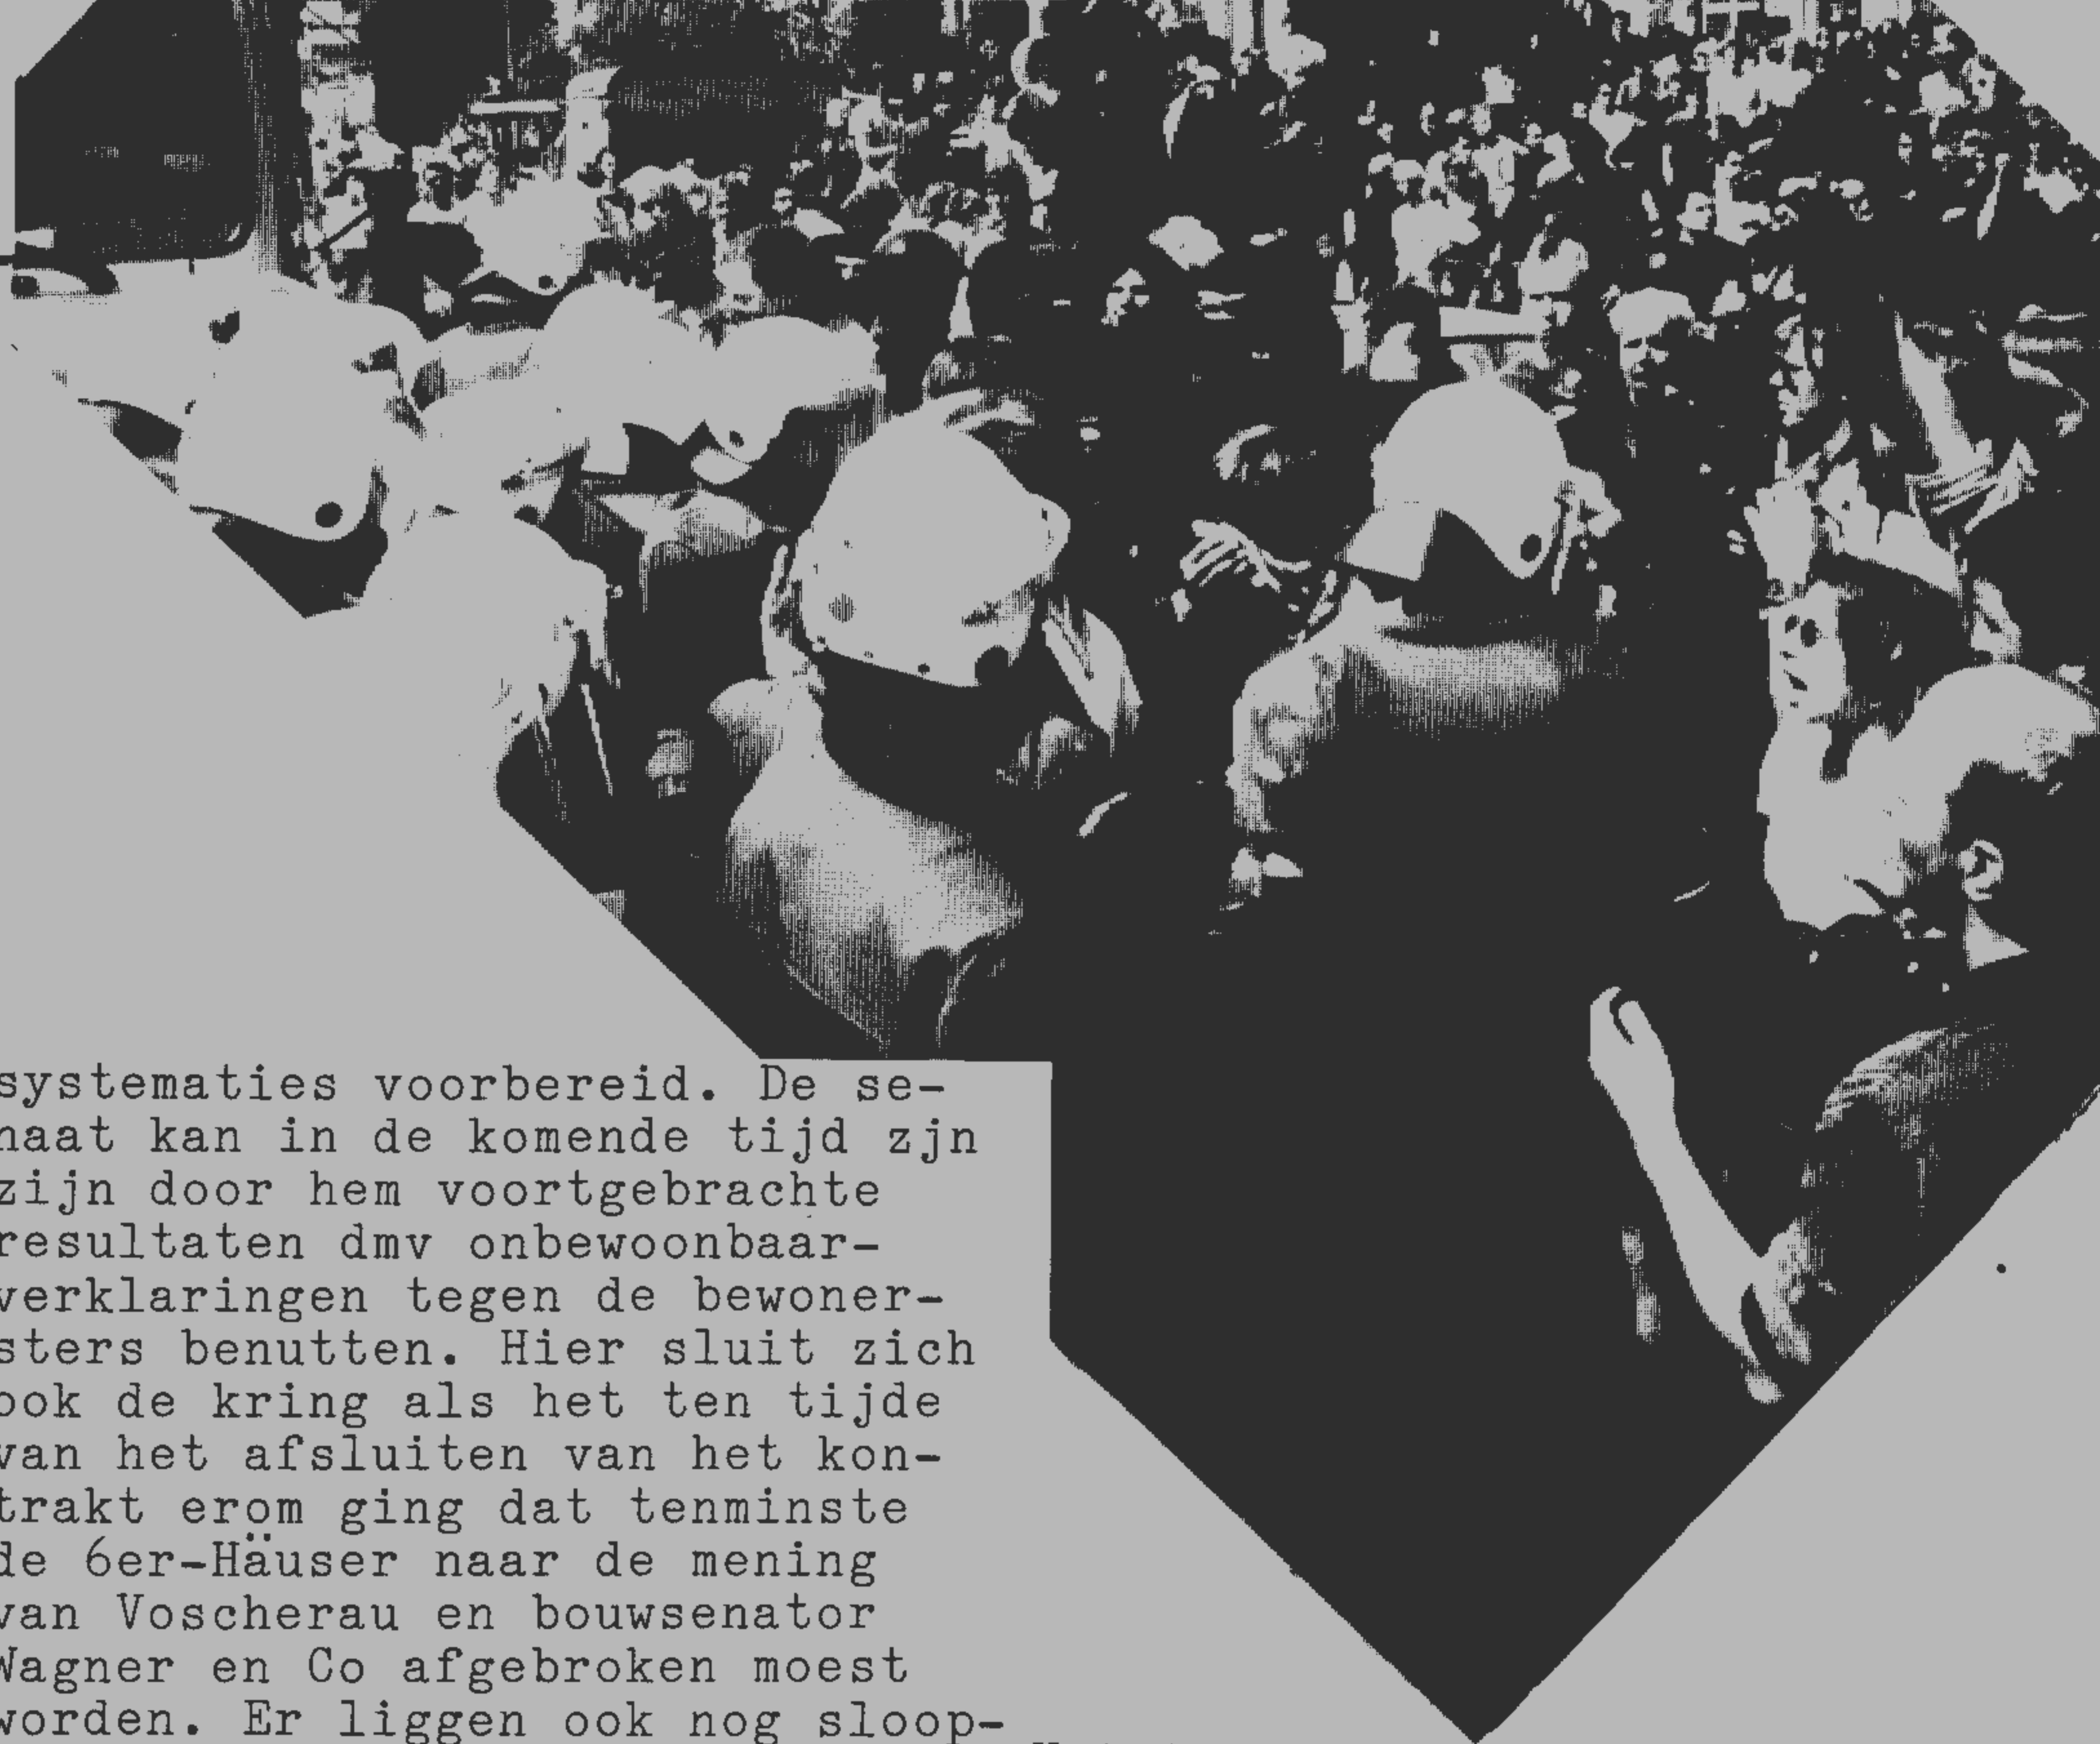 systematies voorbereid. De se-
naat kan in de komende tijd zjn
zijn door hem voortgebrachte
resultaten dmv onbewoonbaar-
verklaringen tegen de bewoner-
sters benutten. Hier sluit zich
ook de kring als het ten tijde
van het afsluiten van het kon-
trakt erom ging dat tenminste
de 6er-Häuser naar de mening
van Voscherau en bouwsenator
Wagner en Co afgebroken moest
worden. Er liggen ook nog sloop-